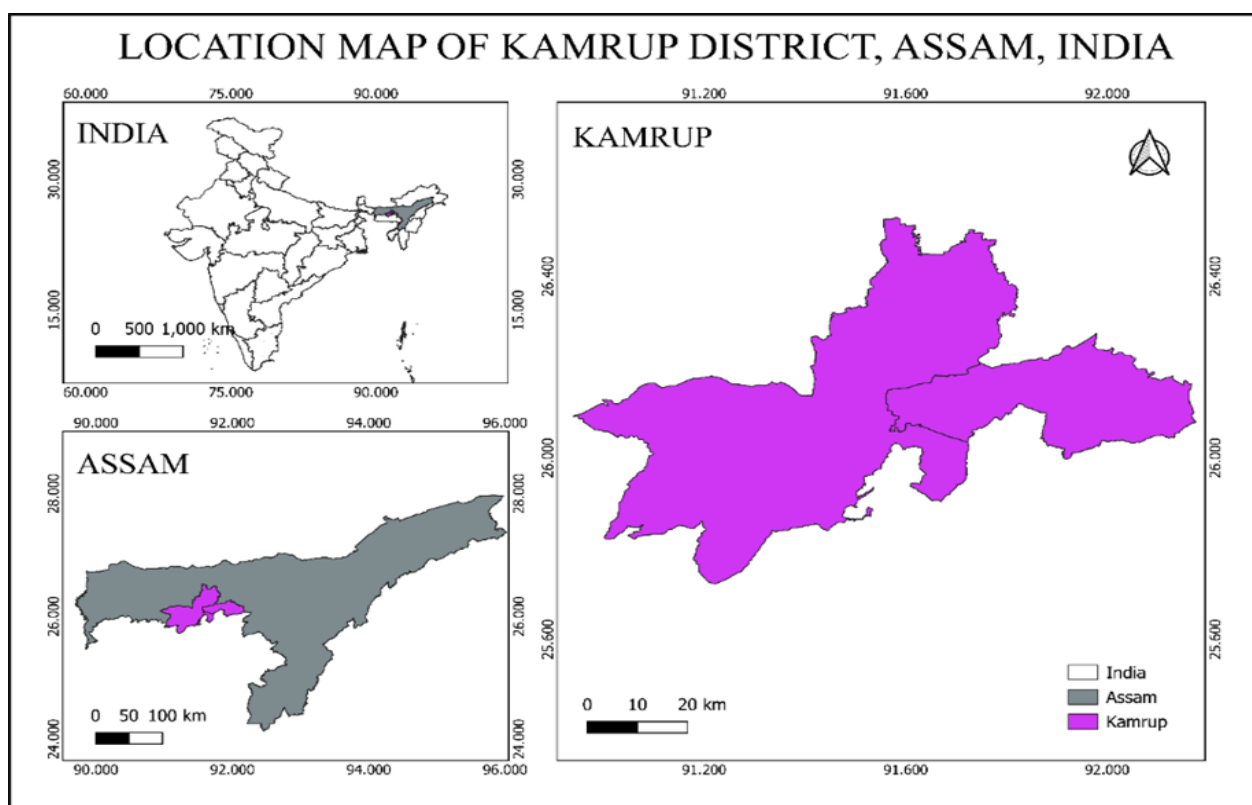 LOCATION MAP OF KAMRUP DISTRICT, ASSAM, INDIA
60.000 75.000 90.000
INDIA
30.000
30.000
15.000
15.000
0 500 1,000 km
60.000 75.000 90.000
90.000 92.000 94.000 96.000
ASSAM
28.000
28.000
26.000
26.000
24.000
24.000
0 50 100 km
90.000 92.000 94.000 96.000
91.200 91.600 92.000
KAMRUP
26.400
26.400
26.000
26.000
25.600
25.600
0 10 20 km
India
Assam
Kamrup
91.200 91.600 92.000